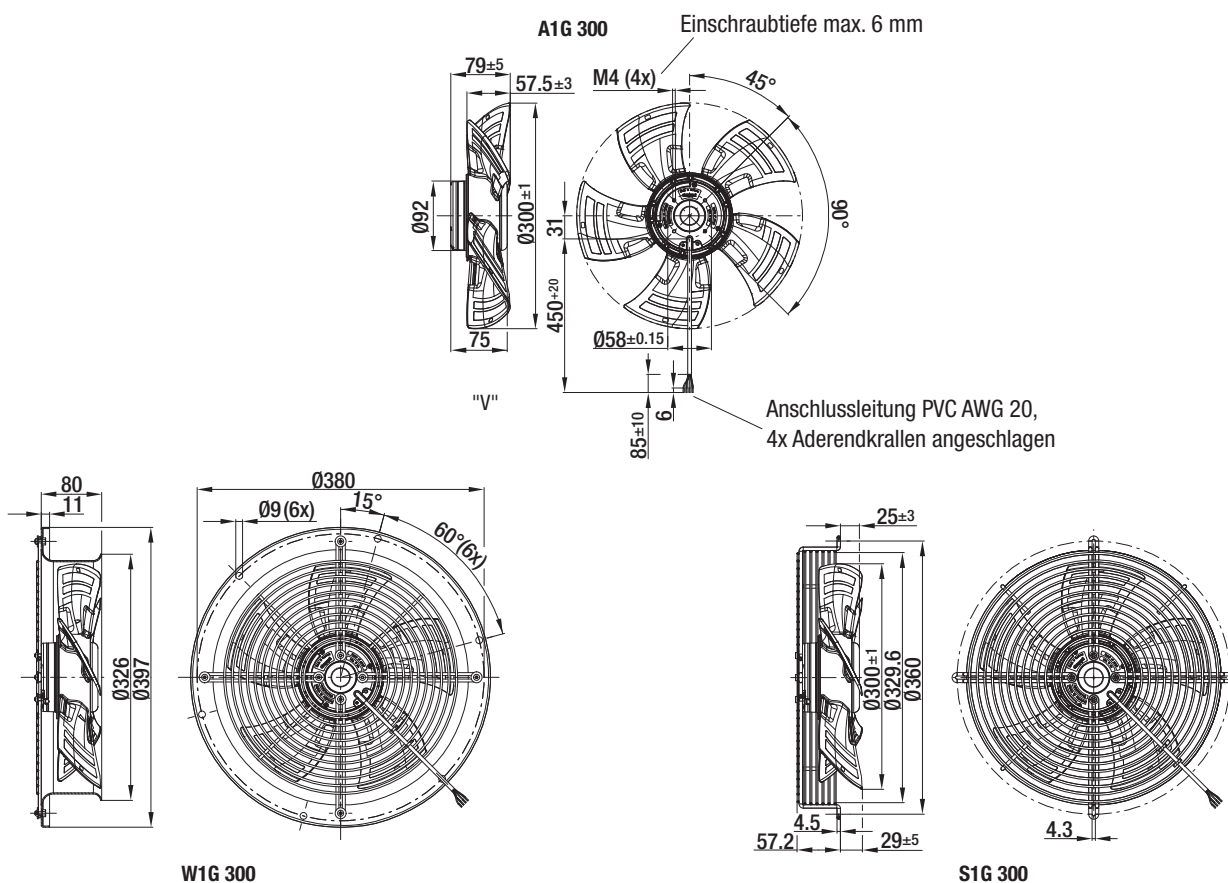 A1G 300
Einschraubtiefe max. 6 mm
79±5
57.5±3
M4 (4x)
45°
90°
Ø92
Ø300±1
31
450+20
75
Ø58±0.15
"V"
85±10
6
Anschlussleitung PVC AWG 20,
4x Aderendkrallen angeschlagen
80
11
Ø380
Ø9(6x)
15°
60°(6x)
Ø326
Ø397
W1G 300
25±3
Ø300±1
Ø329.6
Ø360
4.5
57.2
29±5
4.3
S1G 300